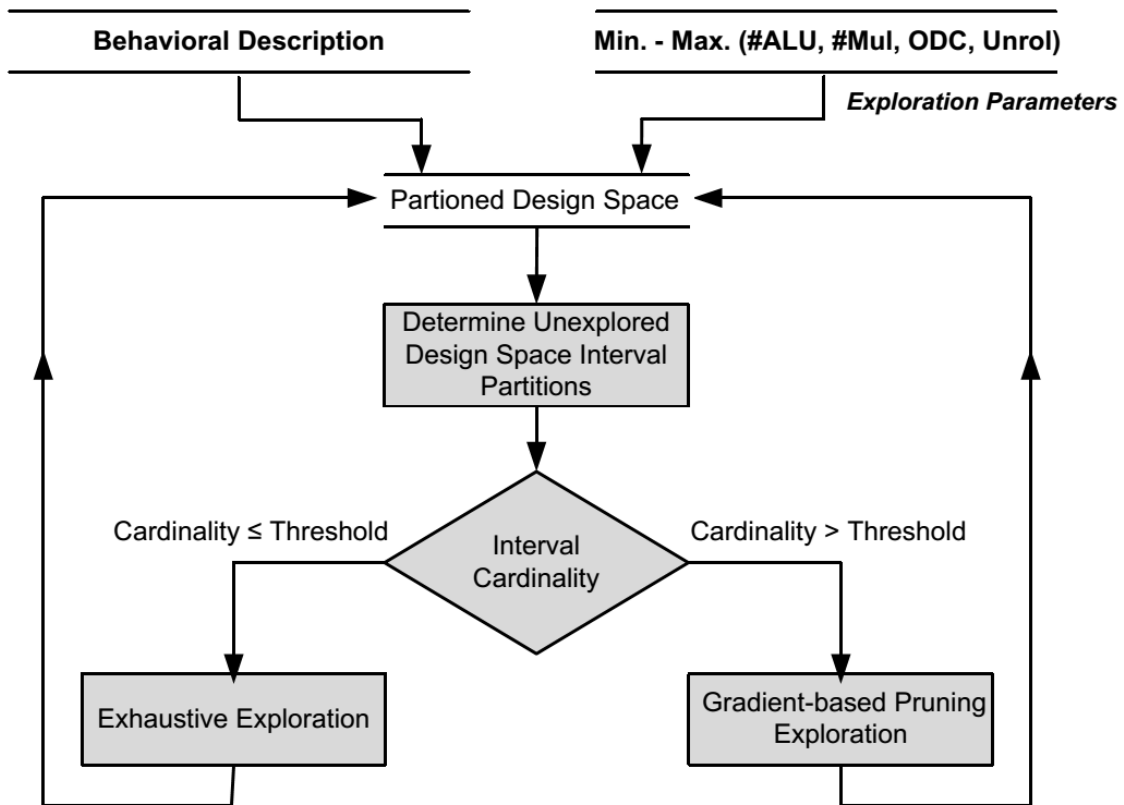 Behavioral Description
Min. - Max. (#ALU, #Mul, ODC, Unrol)
Exploration Parameters
Partioned Design Space
Determine Unexplored
Design Space Interval
Partitions
Cardinality ≤ Threshold
Cardinality > Threshold
Interval
Cardinality
Exhaustive Exploration
Gradient-based Pruning
Exploration